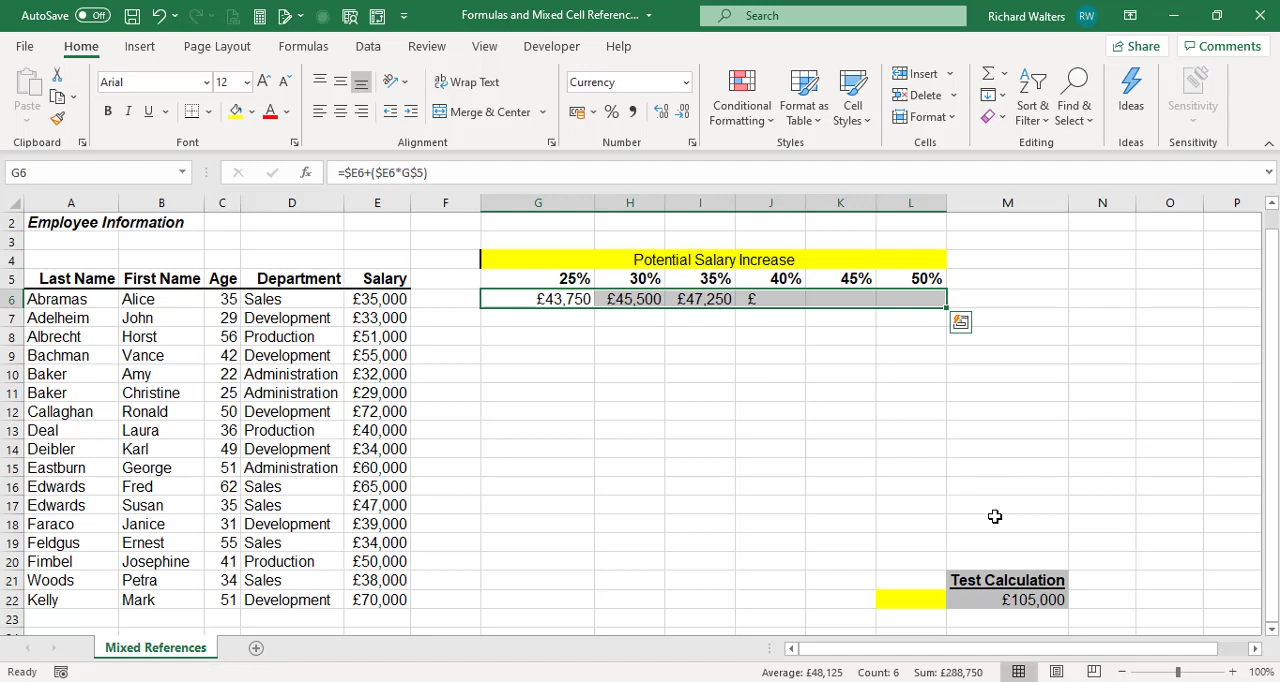 AutoSave Off Formulas and Mixed Cell Referenc... Search Richard Walters RW
File Home Insert Page Layout Formulas Data Review View Developer Help Share Comments
Paste Arial 12 Wrap Text Currency Conditional Formatting Format as Table Cell Styles Insert Sort & Filter Find & Select Ideas Sensitivity
B I U Merge & Center % Delete
Format
Clipboard Font Alignment Number Styles Cells Editing Ideas Sensitivity
G6 fx =$E6+($E6*G$5)
A B C D E F G H I J K L M N O P
2 Employee Information
3
4 Potential Salary Increase
5 Last Name First Name Age Department Salary 25% 30% 35% 40% 45% 50%
6 Abramas Alice 35 Sales £35,000 £43,750 £45,500 £47,250 £
7 Adelheim John 29 Development £33,000
8 Albrecht Horst 56 Production £51,000
9 Bachman Vance 42 Development £55,000
10 Baker Amy 22 Administration £32,000
11 Baker Christine 25 Administration £29,000
12 Callaghan Ronald 50 Development £72,000
13 Deal Laura 36 Production £40,000
14 Deibler Karl 49 Development £34,000
15 Eastburn George 51 Administration £60,000
16 Edwards Fred 62 Sales £65,000
17 Edwards Susan 35 Sales £47,000
18 Faraco Janice 31 Development £39,000
19 Feldgus Ernest 55 Sales £34,000
20 Fimbel Josephine 41 Production £50,000
21 Woods Petra 34 Sales £38,000 Test Calculation
22 Kelly Mark 51 Development £70,000 £105,000
23
Mixed References
Ready Average: £48,125 Count: 6 Sum: £288,750 100%